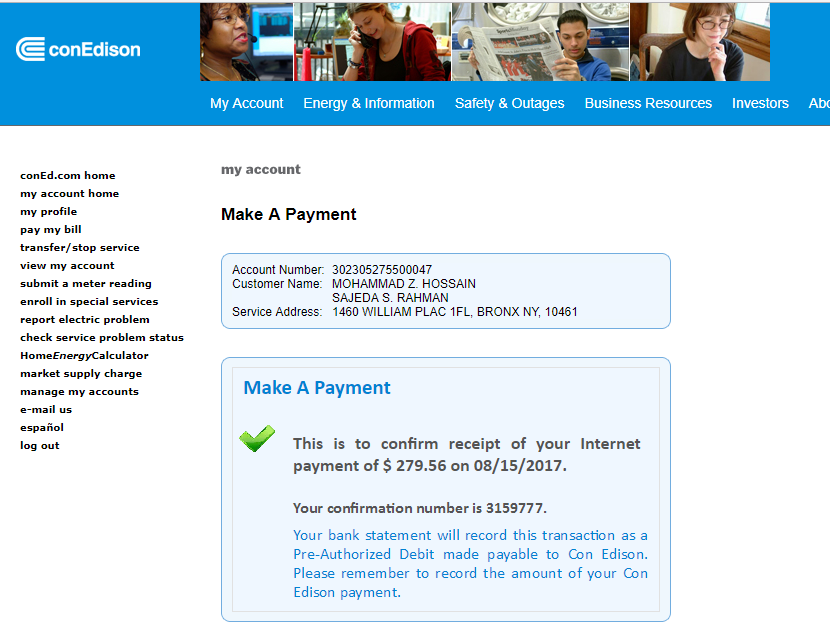 conEdison
My Account Energy & Information Safety & Outages Business Resources Investors Abo
conEd.com home
my account home
my profile
pay my bill
transfer/stop service
view my account
submit a meter reading
enroll in special services
report electric problem
check service problem status
HomeEnergyCalculator
market supply charge
manage my accounts
e-mail us
español
log out
my account
Make A Payment
Account Number: 302305275500047
Customer Name: MOHAMMAD Z. HOSSAIN
SAJEDA S. RAHMAN
Service Address: 1460 WILLIAM PLAC 1FL, BRONX NY, 10461
Make A Payment
This is to confirm receipt of your Internet
payment of $ 279.56 on 08/15/2017.
Your confirmation number is 3159777.
Your bank statement will record this transaction as a
Pre-Authorized Debit made payable to Con Edison.
Please remember to record the amount of your Con
Edison payment.